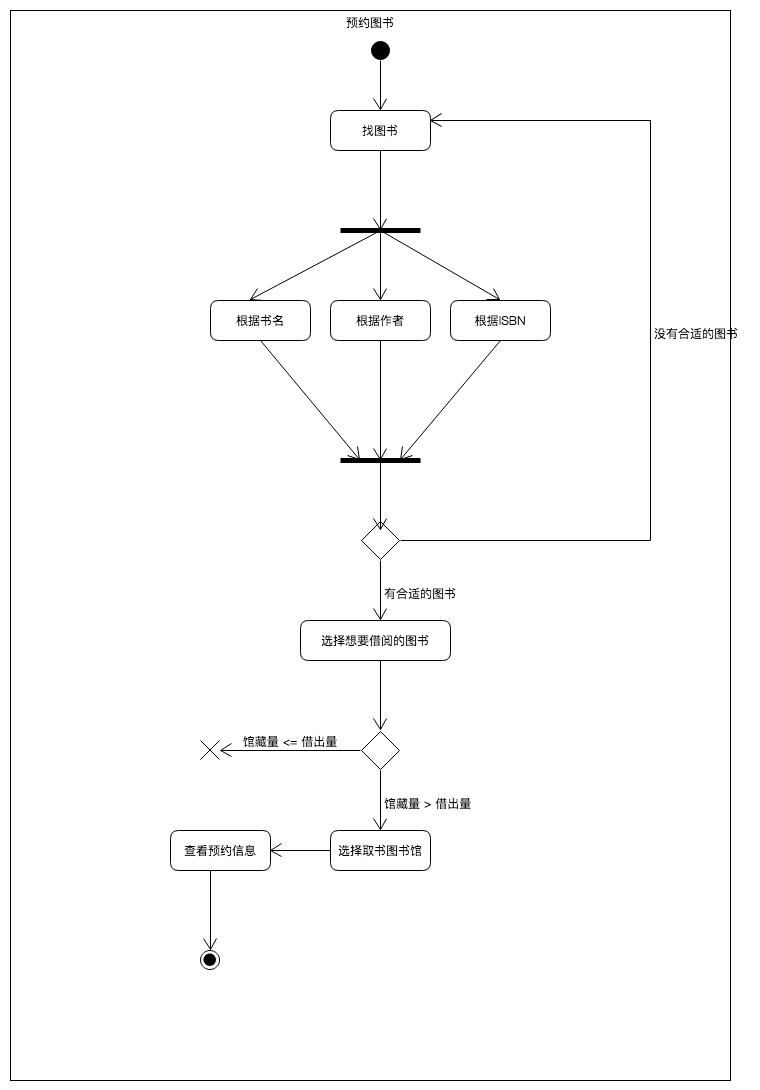 预约图书
找图书
根据书名
根据作者
根据ISBN
没有合适的图书
有合适的图书
选择想要借阅的图书
馆藏量 <= 借出量
馆藏量 > 借出量
查看预约信息
选择取书图书馆